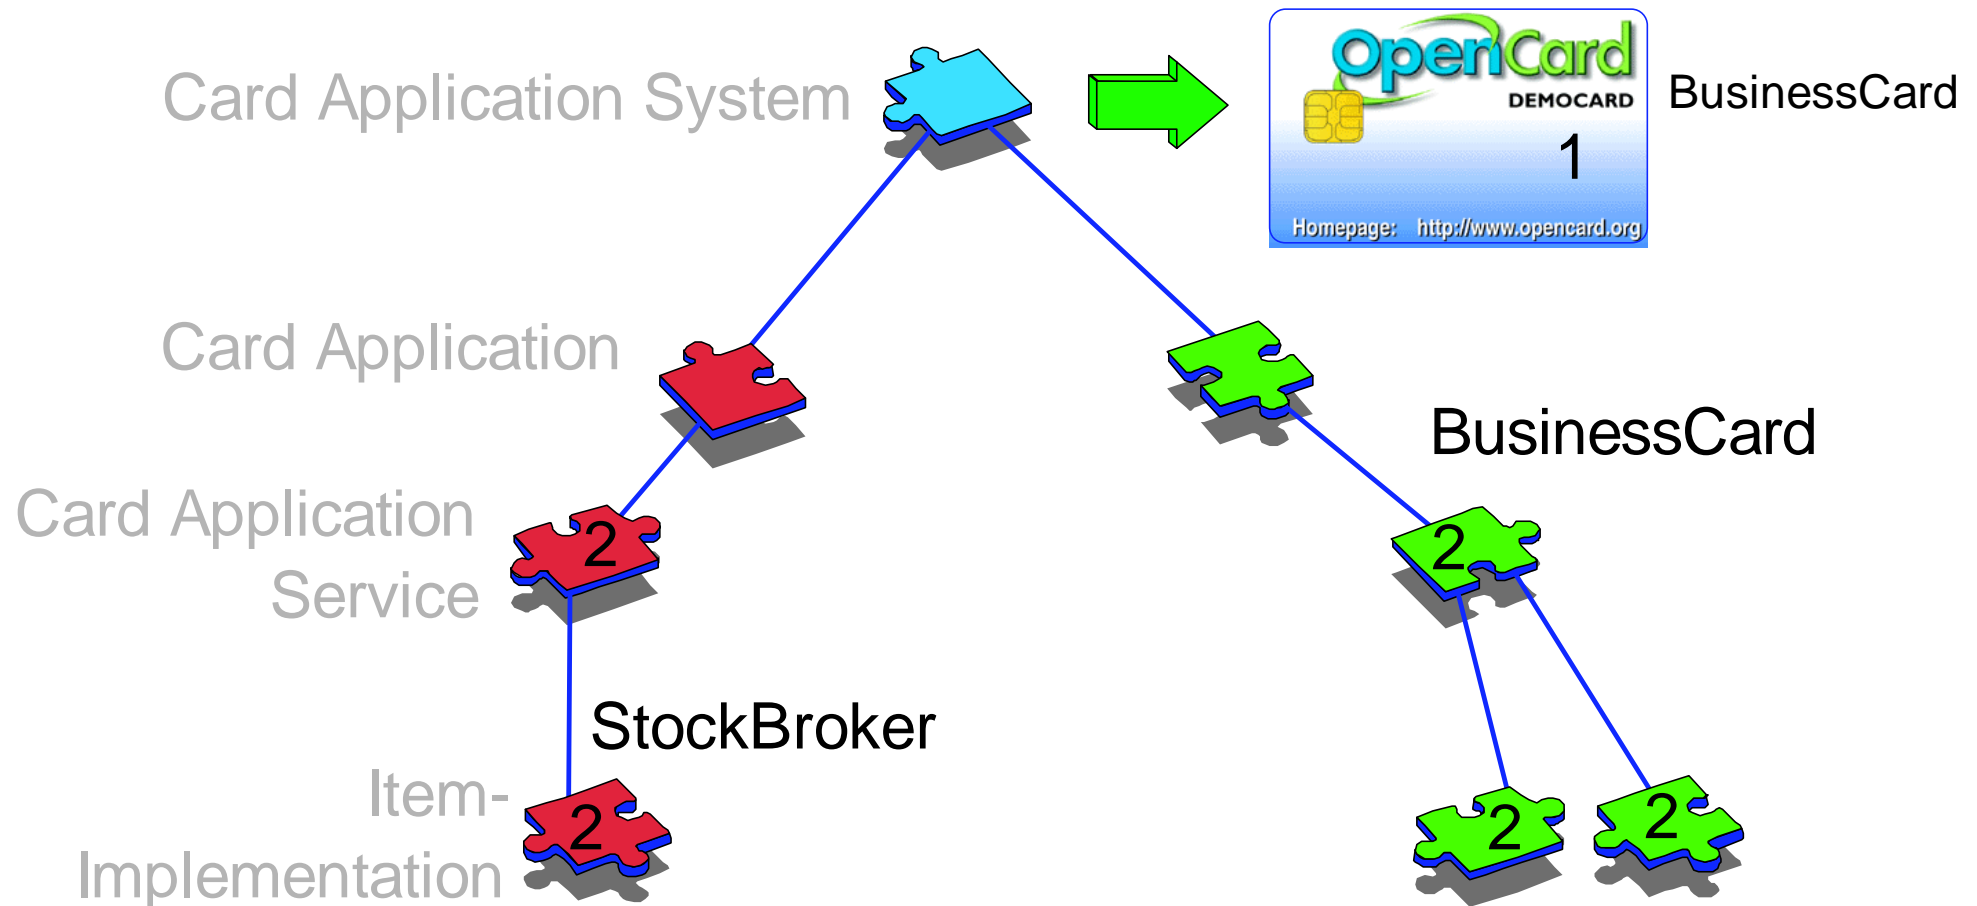 Card Application System
OpenCard
DEMOCARD
1
Homepage: http://www.opencard.org
BusinessCard
Card Application
BusinessCard
Card Application
Service
2
2
StockBroker
Item-
Implementation
2
2
2